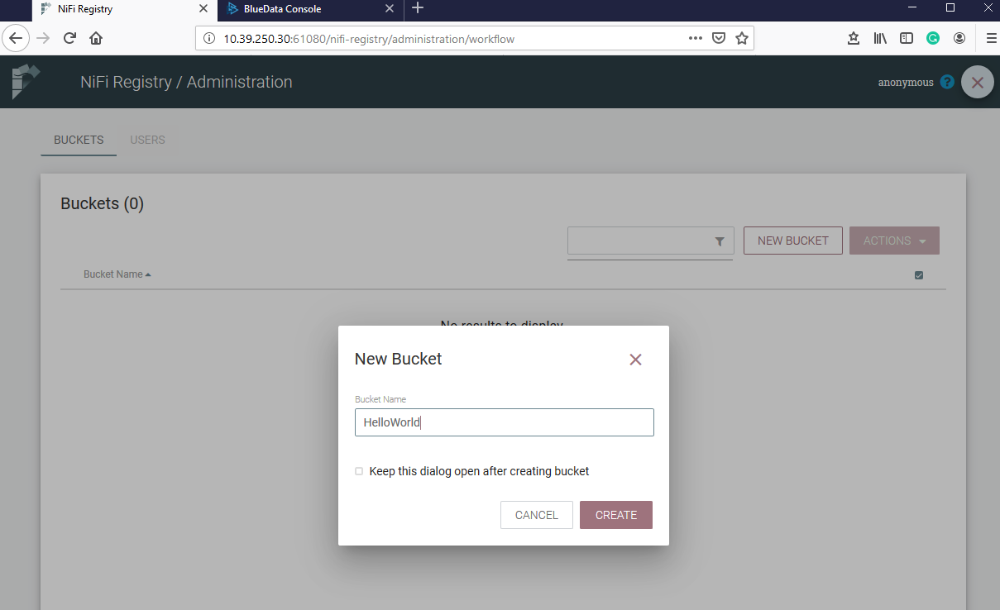 NiFi Registry
BlueData Console
10.39.250.30:61080/nifi-registry/administration/workflow
NiFi Registry / Administration
anonymous
BUCKETS
USERS
Buckets (0)
NEW BUCKET
ACTIONS
Bucket Name
No results to display
New Bucket
Bucket Name
HelloWorld
Keep this dialog open after creating bucket
CANCEL
CREATE